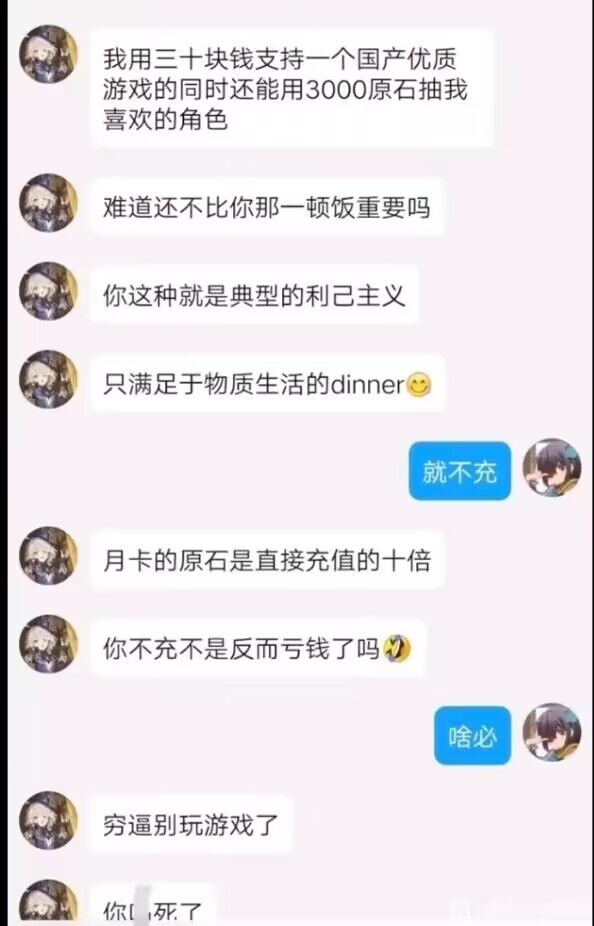 我用三十块钱支持一个国产优质
游戏的同时还能用3000原石抽我
喜欢的角色
难道还不比你那一顿饭重要吗
你这种就是典型的利己主义
只满足于物质生活的dinner😋
就不充
月卡的原石是直接充值的十倍
你不充不是反而亏钱了吗🤣
啥必
穷逼别玩游戏了
你 死了